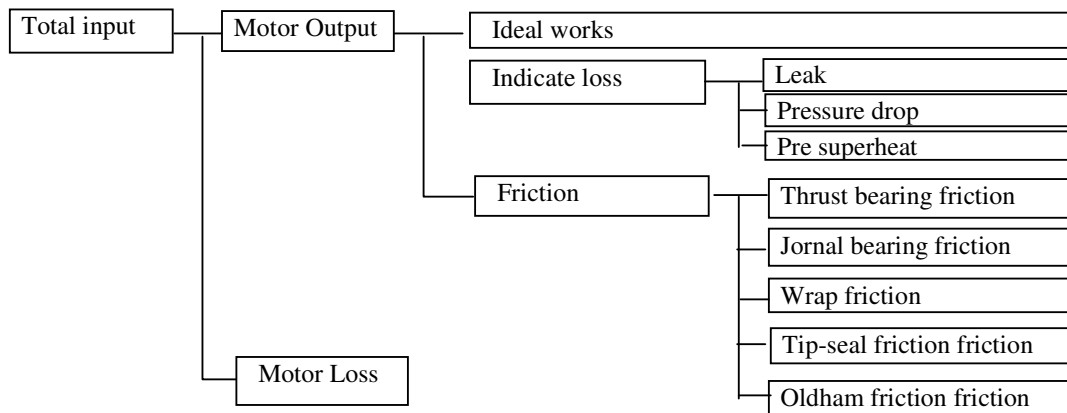 Total input
Motor Output
Ideal works
Indicate loss
Leak
Pressure drop
Pre superheat
Friction
Thrust bearing friction
Jornal bearing friction
Wrap friction
Tip-seal friction friction
Motor Loss
Oldham friction friction